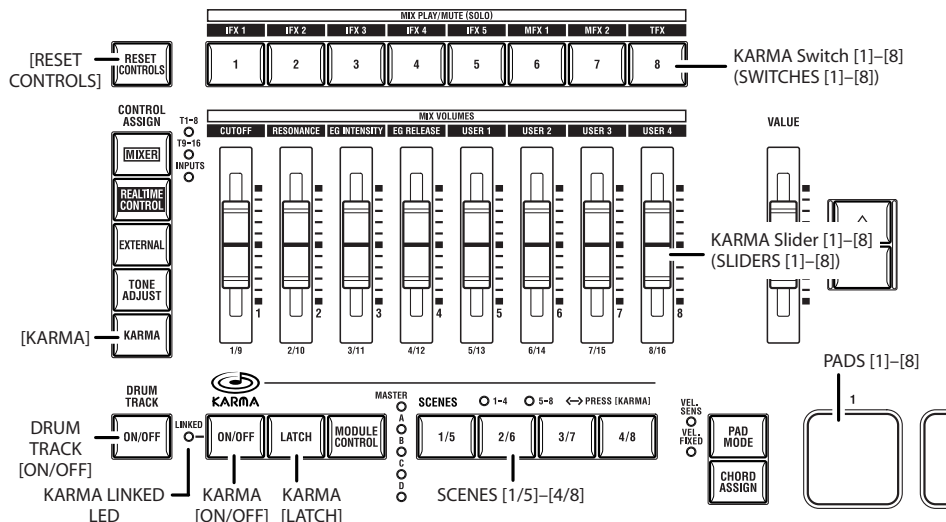 MIX PLAY/MUTE (SOLO)
IFX 1 IFX 2 IFX 3 IFX 4 IFX 5 MFX 1 MFX 2 TFX
[RESET CONTROLS]
RESET CONTROLS
1 2 3 4 5 6 7 8
KARMA Switch [1]–[8]
(SWITCHES [1]–[8])
CONTROL ASSIGN
T1-8
T9-16
INPUTS
MIX VOLUMES
CUTOFF RESONANCE EG INTENSITY EG RELEASE USER 1 USER 2 USER 3 USER 4
VALUE
MIXER
REALTIME CONTROL
EXTERNAL
TONE ADJUST
[KARMA]
KARMA
KARMA Slider [1]–[8]
(SLIDERS [1]–[8])
^
1 2 3 4 5 6 7 8
1/9 2/10 3/11 4/12 5/13 6/14 7/15 8/16
PADS [1]–[8]
DRUM TRACK
KARMA
MASTER
A
B
C
D
SCENES 1-4 5-8 <-> PRESS [KARMA]
VEL. SENS
VEL. FIXED
1
ON/OFF
LINKED
ON/OFF
LATCH
MODULE CONTROL
1/5 2/6 3/7 4/8
PAD MODE
CHORD ASSIGN
DRUM
TRACK
[ON/OFF]
KARMA LINKED
LED
KARMA
[ON/OFF]
KARMA
[LATCH]
SCENES [1/5]–[4/8]